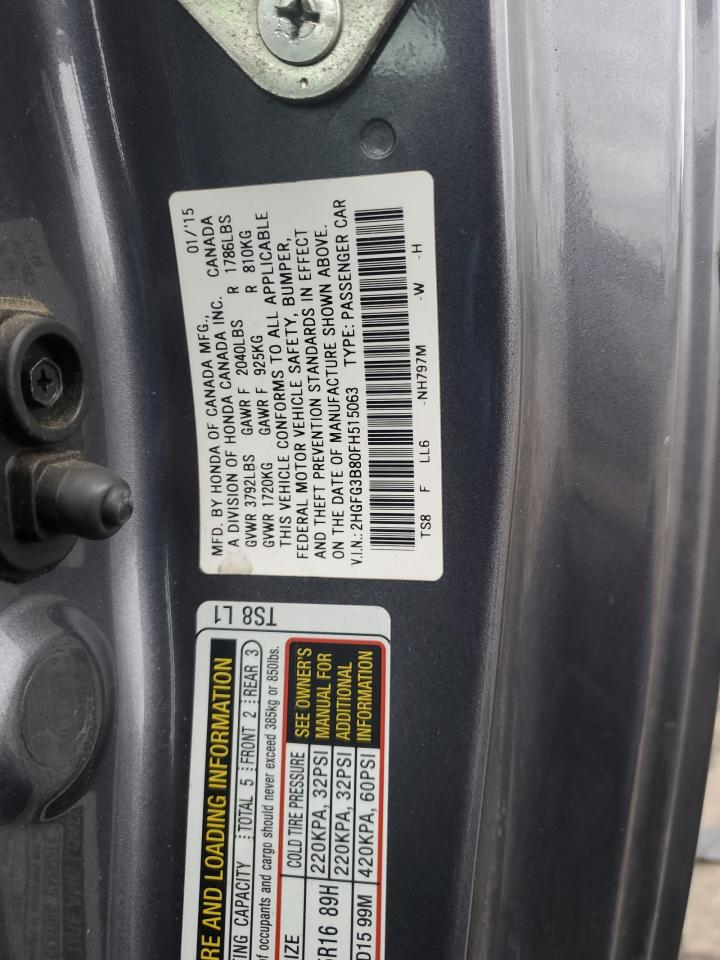 01/'15
MFD. BY HONDA OF CANADA MFG.,
A DIVISION OF HONDA CANADA INC. CANADA
GVWR 3792LBS GAWR F 2040LBS R 1786LBS
GVWR 1720KG GAWR F 925KG R 810KG
THIS VEHICLE CONFORMS TO ALL APPLICABLE
FEDERAL MOTOR VEHICLE SAFETY, BUMPER,
AND THEFT PREVENTION STANDARDS IN EFFECT
ON THE DATE OF MANUFACTURE SHOWN ABOVE.
V.I.N.: 2HGFG3B80FH515063 TYPE: PASSENGER CAR
TS8 F LL6 -NH797M -W -H
TS8 L1
RE AND LOADING INFORMATION
TING CAPACITY TOTAL 5 FRONT 2 REAR 3
of occupants and cargo should never exceed 385kg or 850lbs.
IZE COLD TIRE PRESSURE
R16 89H 220KPA, 32PSI
220KPA, 32PSI
D15 99M 420KPA, 60PSI
SEE OWNER'S
MANUAL FOR
ADDITIONAL
INFORMATION